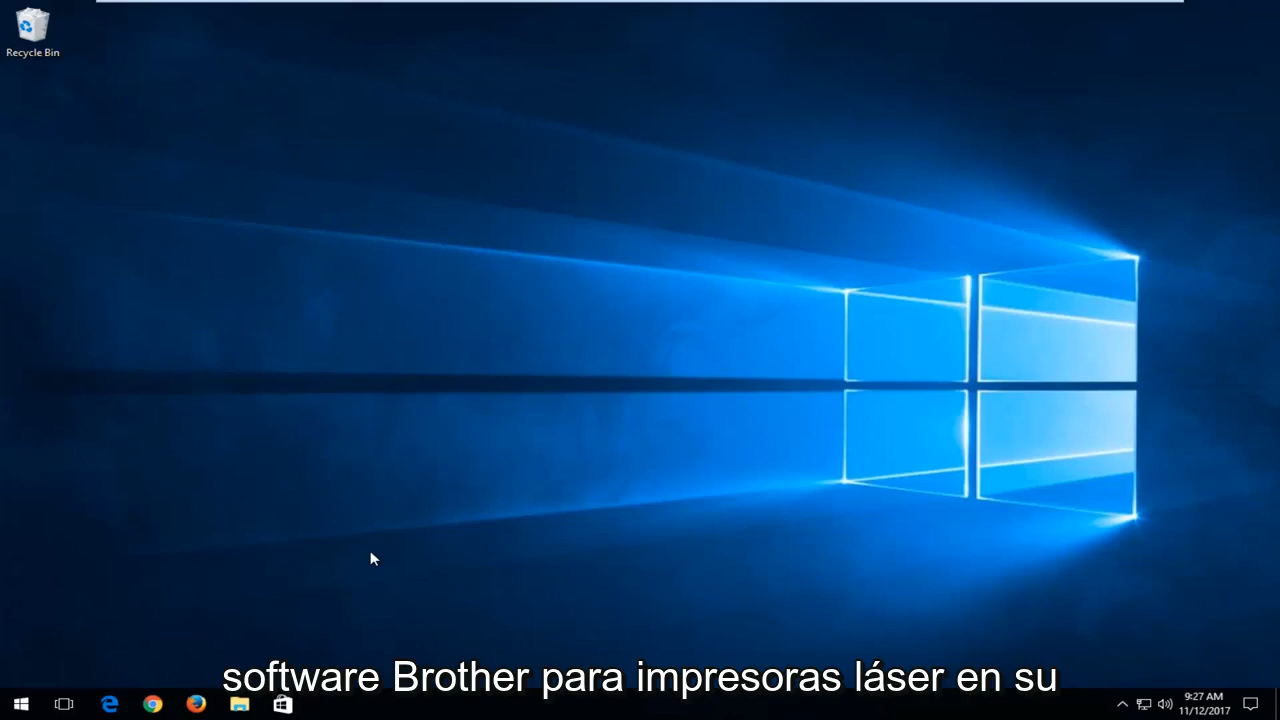 Recycle Bin
software Brother para impresoras láser en su
9:27 AM
11/12/2017